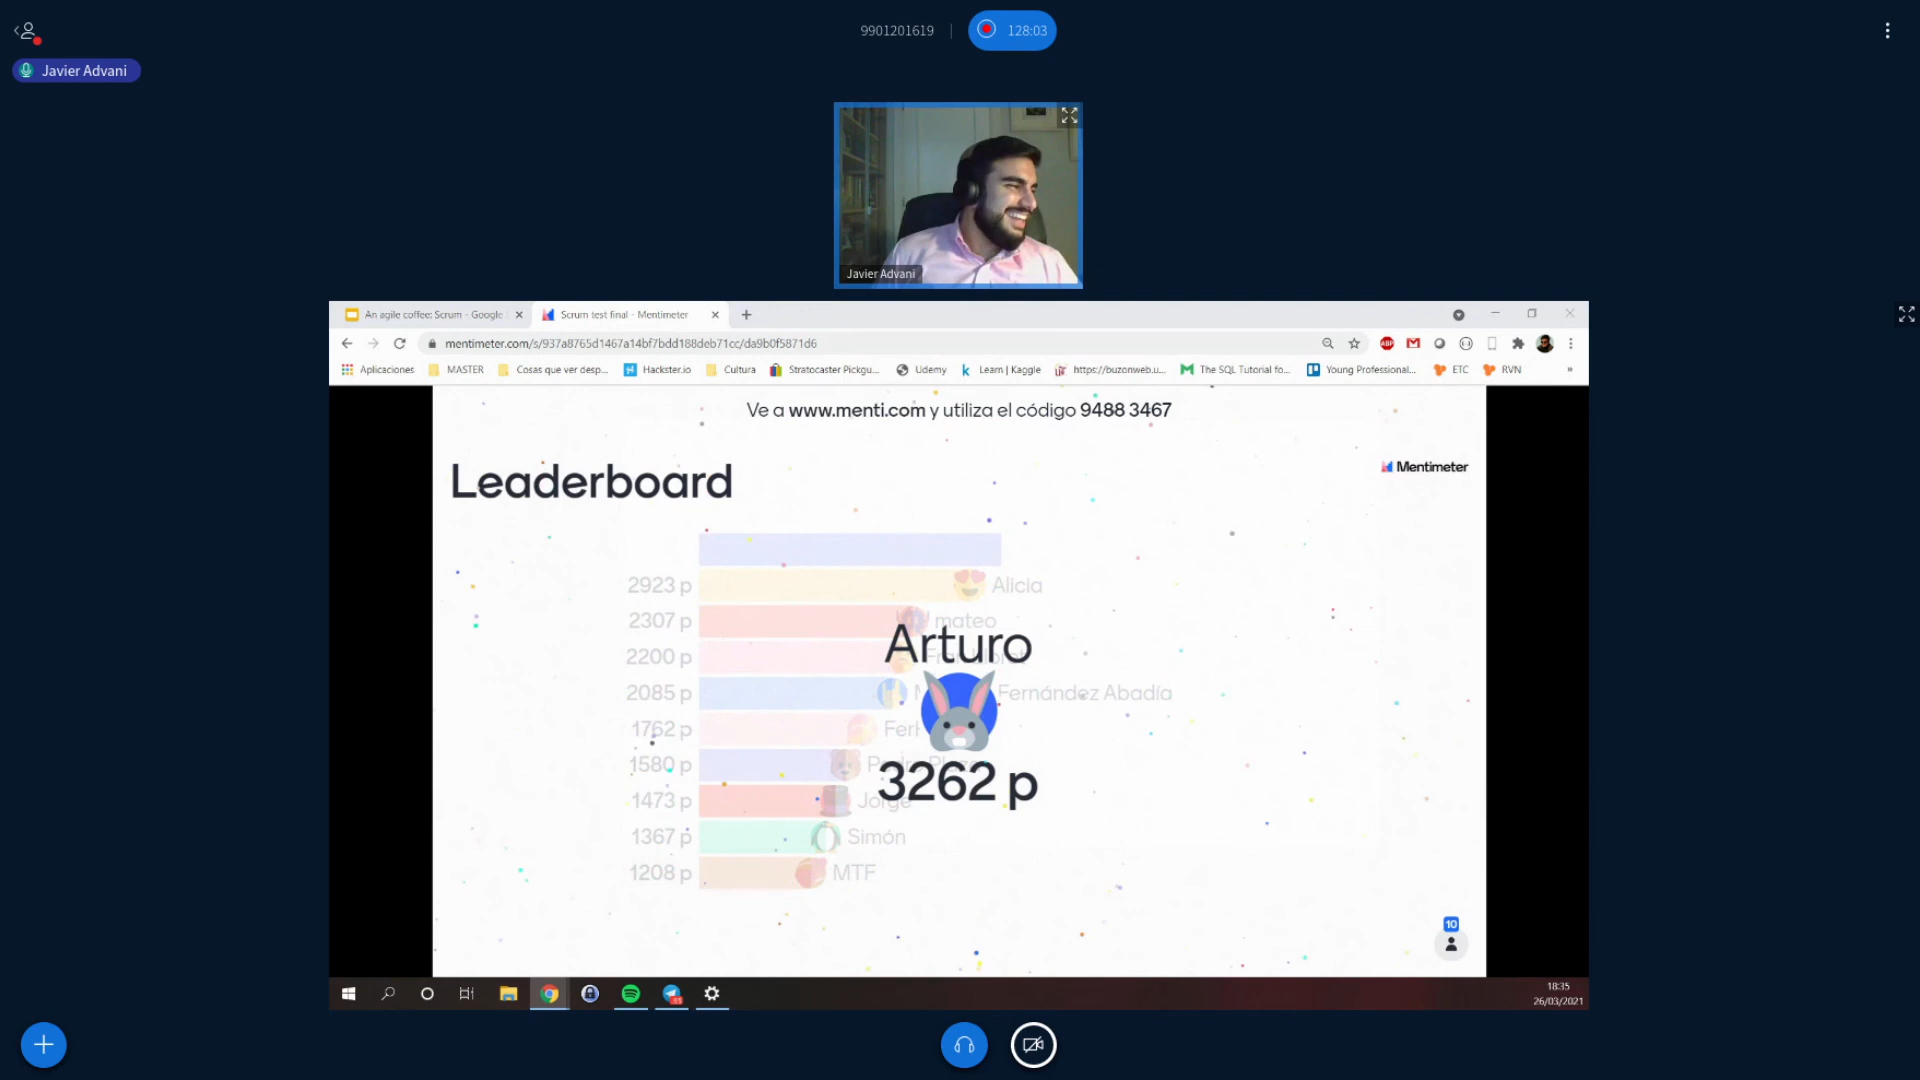 9901201619
128:03
Javier Advani
Javier Advani
An agile coffee: Scrum - Google
Scrum test final - Mentimeter
mentimeter.com/s/937a8765d1467a14bf7bdd188deb71cc/da9b0f5871d6
ABP
Aplicaciones
MASTER
Cosas que ver desp...
Hackster.io
Cultura
Stratocaster Pickgu...
Udemy
Learn | Kaggle
https://buzonweb.u...
The SQL Tutorial fo...
Young Professional...
ETC
RVN
»
Ve a www.menti.com y utiliza el código 9488 3467
Leaderboard
Mentimeter
2923 p
Alicia
2307 p
mateo
Arturo
2200 p
2085 p
Fernández Abadía
1762 p
1580 p
3262 p
1473 p
Jorge
1367 p
Simón
1208 p
MTF
10
18:35
26/03/2021